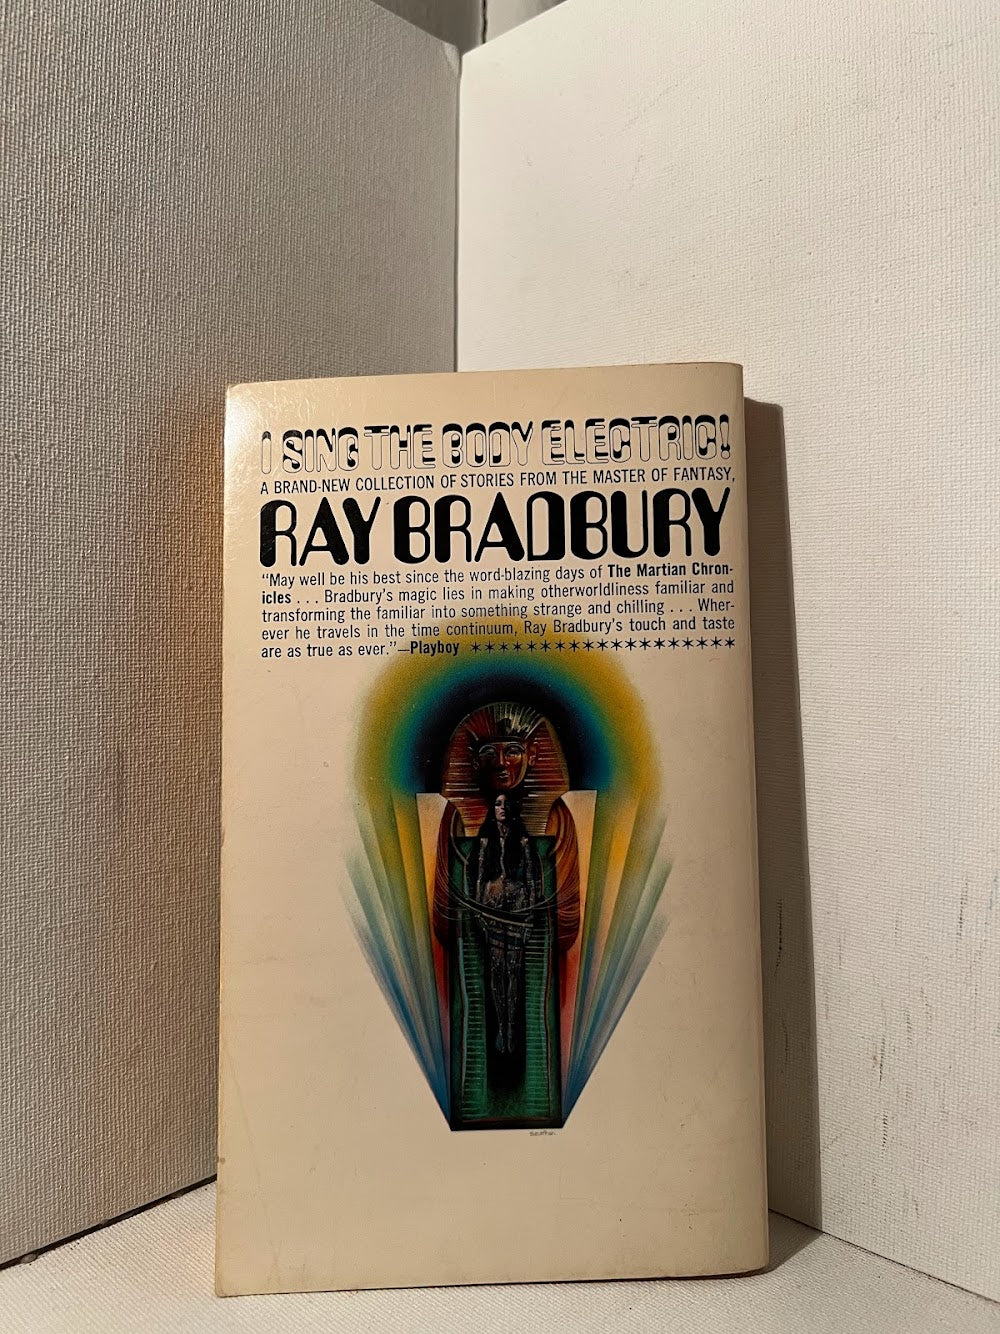 I SING THE BODY ELECTRIC!
A BRAND-NEW COLLECTION OF STORIES FROM THE MASTER OF FANTASY,
RAY BRADBURY
“May well be his best since the word-blazing days of The Martian Chron-
icles . . . Bradbury’s magic lies in making otherworldliness familiar and
transforming the familiar into something strange and chilling . . . Wher-
ever he travels in the time continuum, Ray Bradbury’s touch and taste
are as true as ever.”—Playboy *******************